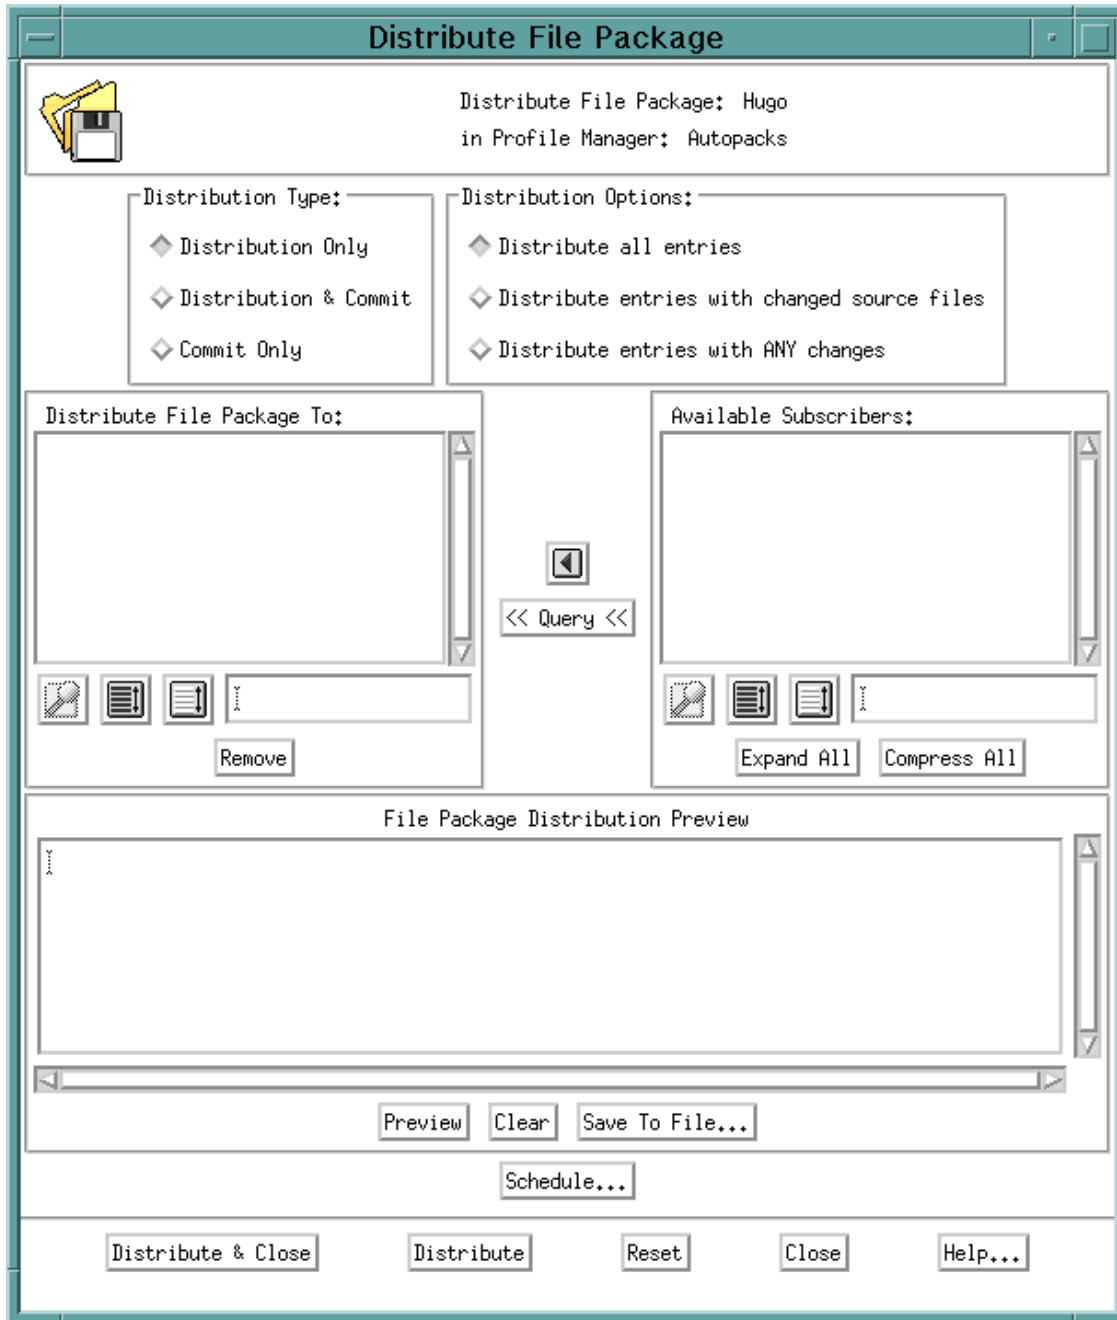 Distribute File Package
Distribute File Package: Hugo
in Profile Manager: Autopacks
Distribution Type:
Distribution Only
Distribution & Commit
Commit Only
Distribution Options:
Distribute all entries
Distribute entries with changed source files
Distribute entries with ANY changes
Distribute File Package To:
Available Subscribers:
<< Query <<
Remove
Expand All
Compress All
File Package Distribution Preview
Preview
Clear
Save To File...
Schedule...
Distribute & Close
Distribute
Reset
Close
Help...